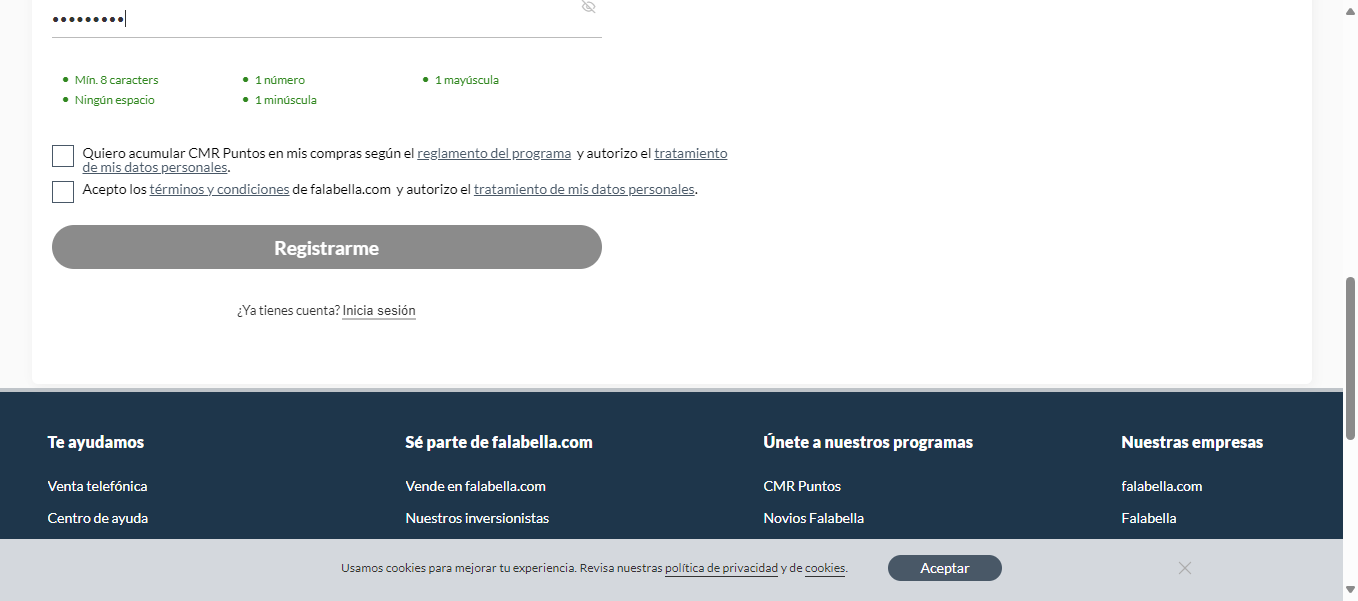 •••••••••
Mín. 8 caracters
1 número
1 mayúscula
Ningún espacio
1 minúscula
Quiero acumular CMR Puntos en mis compras según el reglamento del programa y autorizo el tratamiento
de mis datos personales.
Acepto los términos y condiciones de falabella.com y autorizo el tratamiento de mis datos personales.
Registrarme
¿Ya tienes cuenta? Inicia sesión
Te ayudamos
Sé parte de falabella.com
Únete a nuestros programas
Nuestras empresas
Venta telefónica
Vende en falabella.com
CMR Puntos
falabella.com
Centro de ayuda
Nuestros inversionistas
Novios Falabella
Falabella
Usamos cookies para mejorar tu experiencia. Revisa nuestras política de privacidad y de cookies.
Aceptar